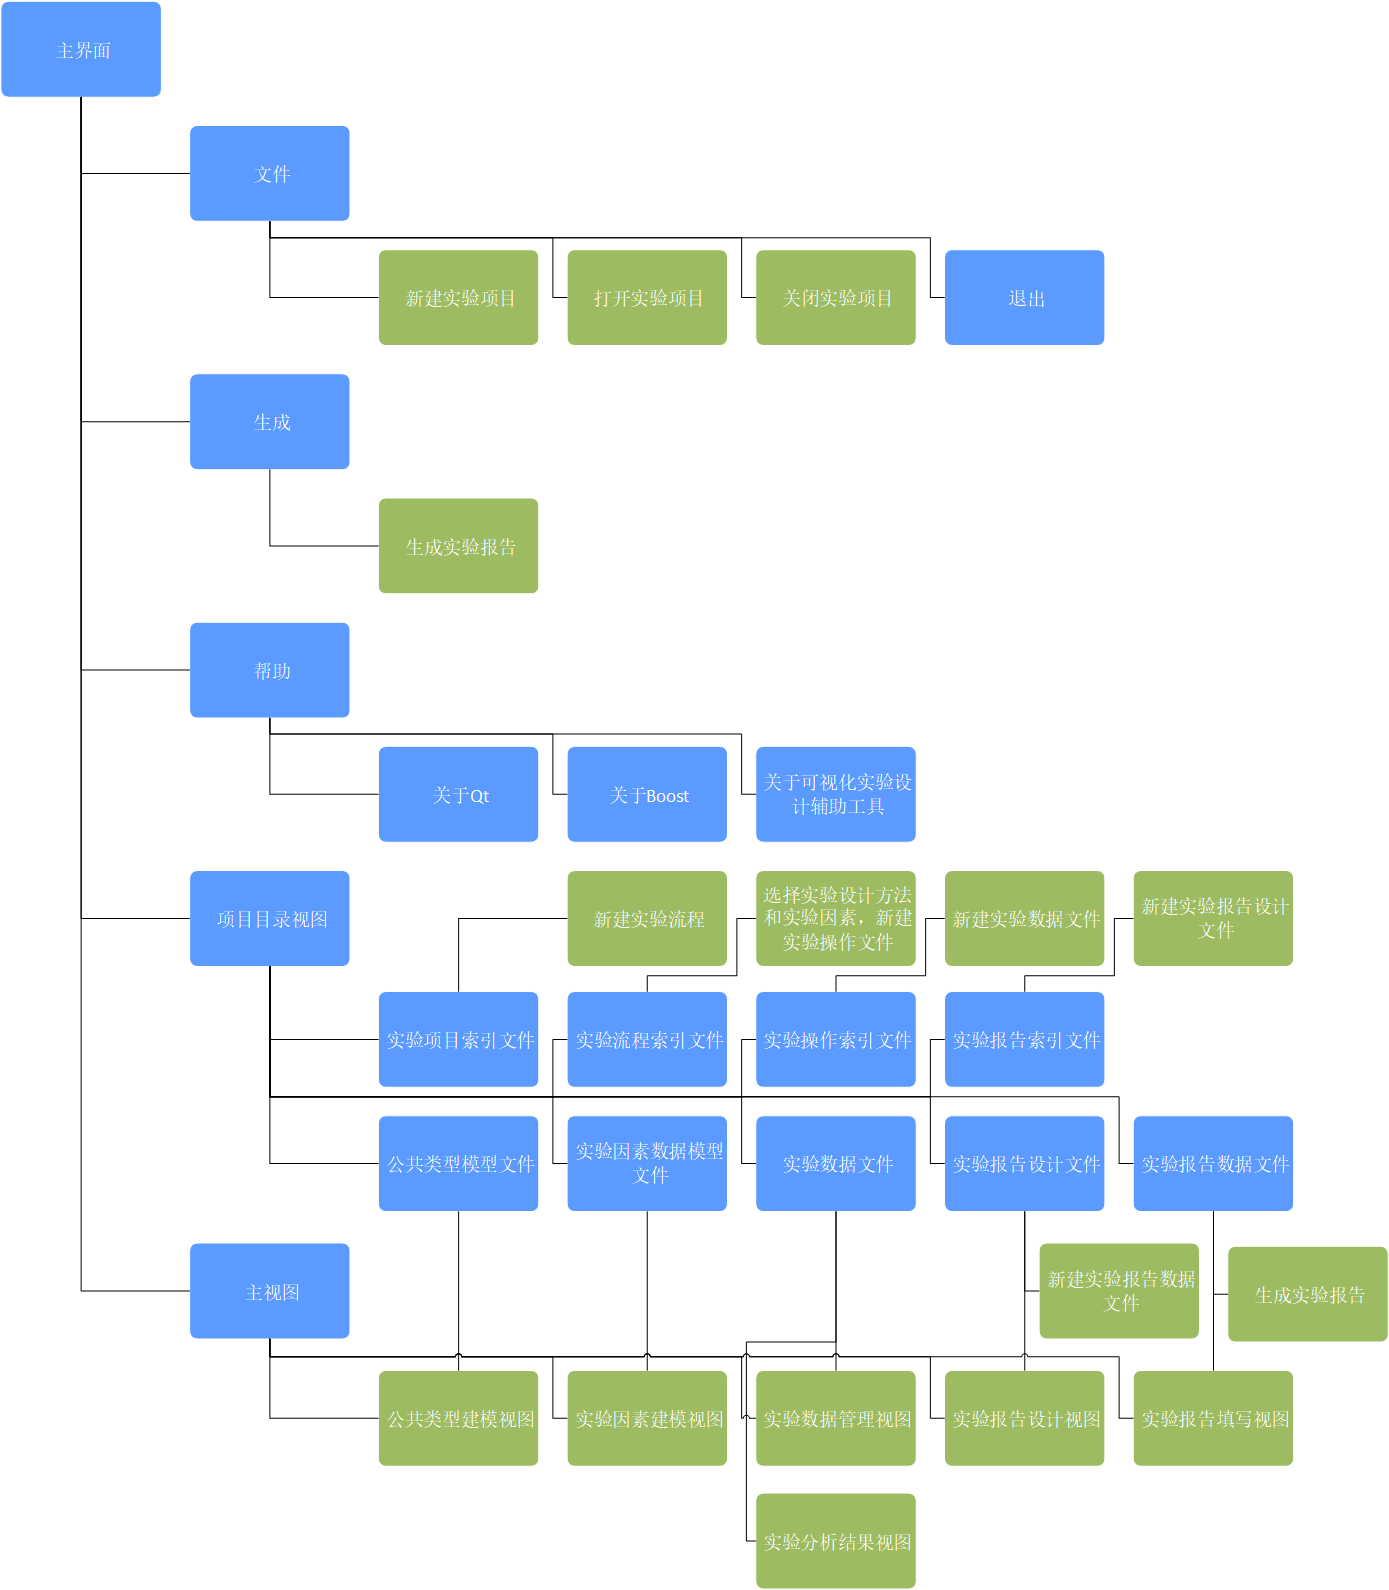 主界面
文件
新建实验项目
打开实验项目
关闭实验项目
退出
生成
生成实验报告
帮助
关于Qt
关于Boost
关于可视化实验设
计辅助工具
项目目录视图
新建实验流程
选择实验设计方法
和实验因素，新建
实验操作文件
新建实验数据文件
新建实验报告设计
文件
实验项目索引文件
实验流程索引文件
实验操作索引文件
实验报告索引文件
公共类型模型文件
实验因素数据模型
文件
实验数据文件
实验报告设计文件
实验报告数据文件
主视图
新建实验报告数据
文件
生成实验报告
公共类型建模视图
实验因素建模视图
实验数据管理视图
实验报告设计视图
实验报告填写视图
实验分析结果视图